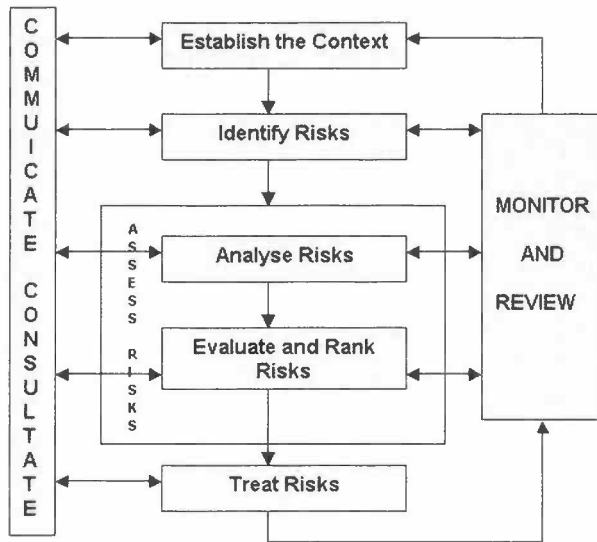 COMMUICATE CONSULTATE
Establish the Context
Identify Risks
ASSESS RISKS
Analyse Risks
Evaluate and Rank
Risks
Treat Risks
MONITOR
AND
REVIEW